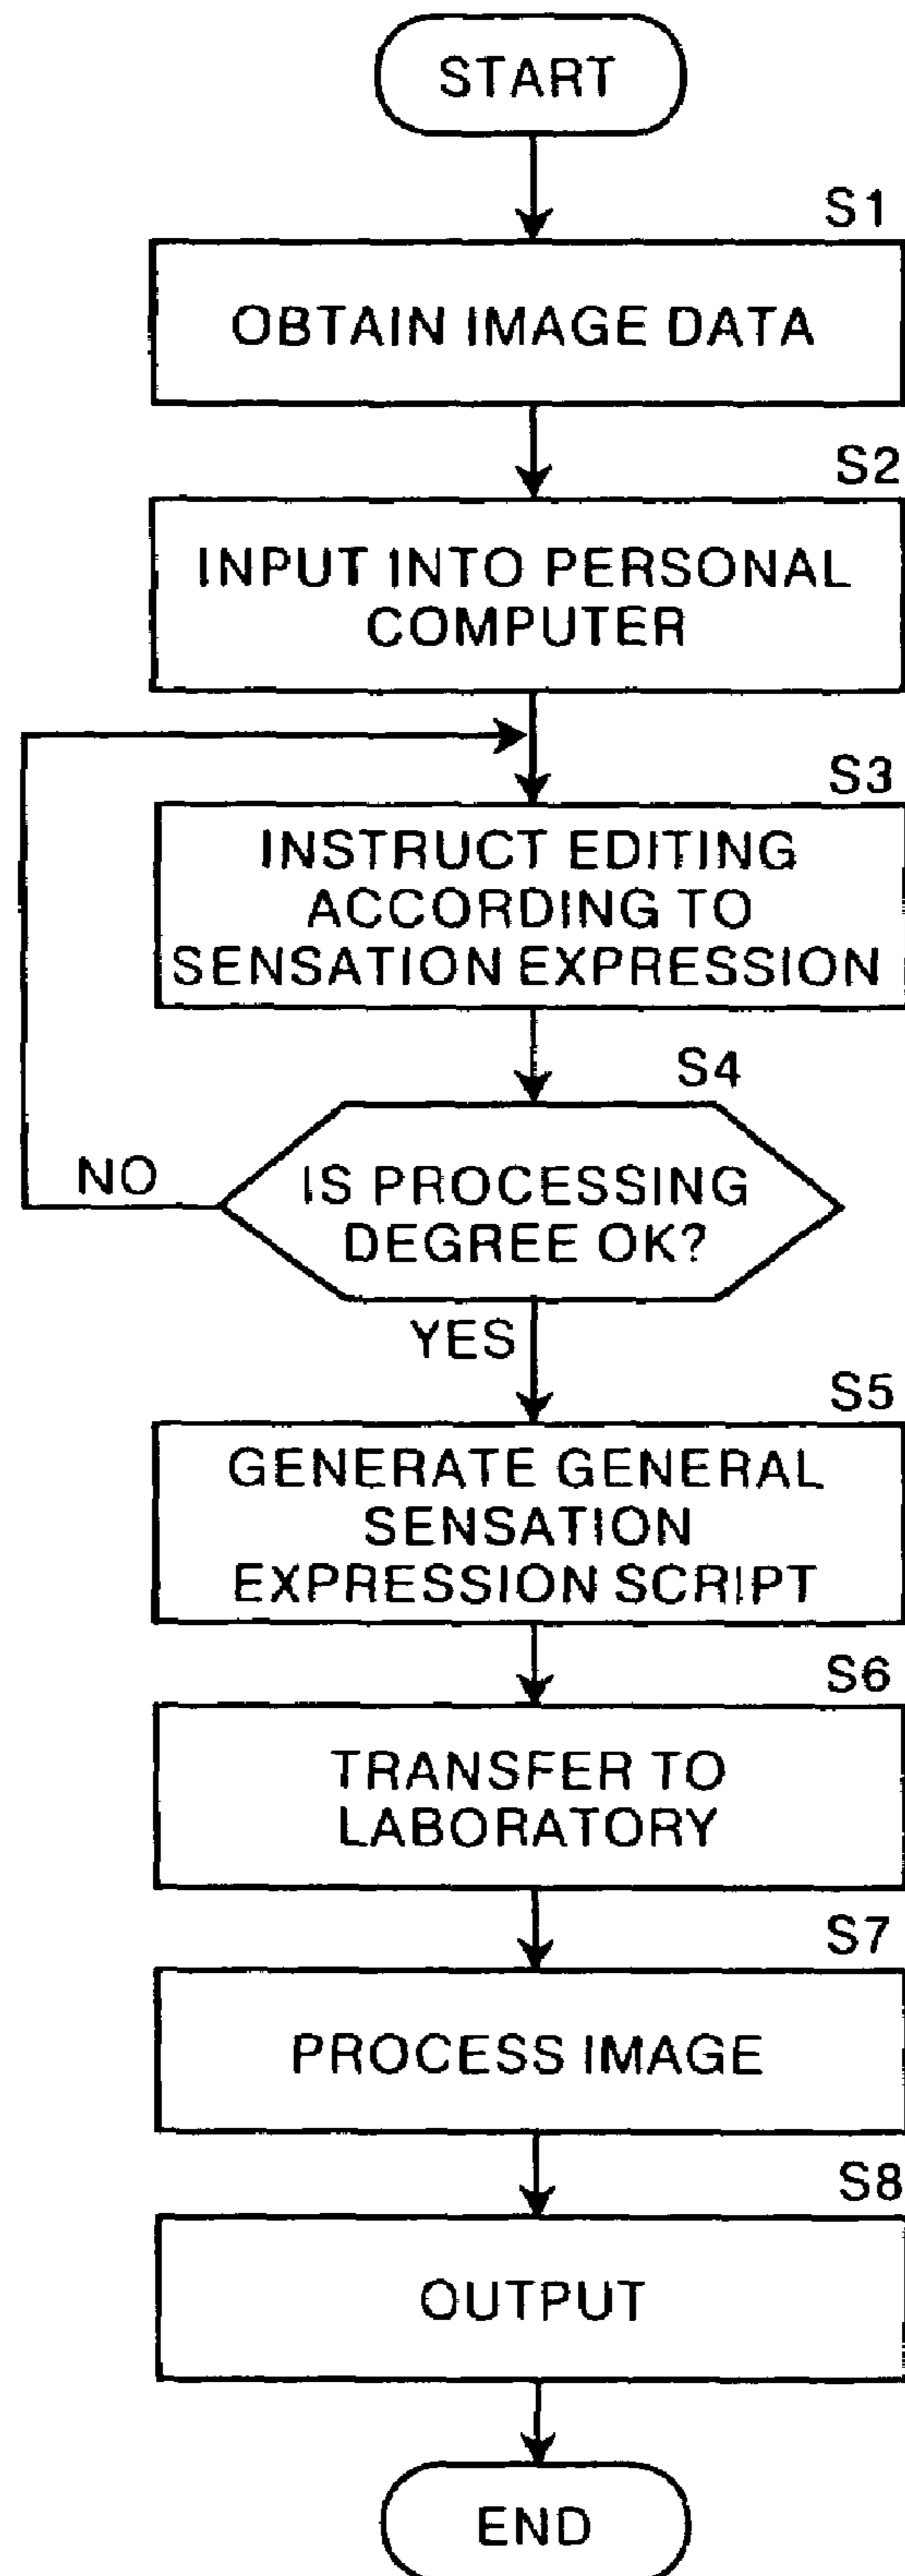 START
S1
OBTAIN IMAGE DATA
S2
INPUT INTO PERSONAL
COMPUTER
S3
INSTRUCT EDITING
ACCORDING TO
SENSATION EXPRESSION
S4
NO
IS PROCESSING
DEGREE OK?
YES
S5
GENERATE GENERAL
SENSATION
EXPRESSION SCRIPT
S6
TRANSFER TO
LABORATORY
S7
PROCESS IMAGE
S8
OUTPUT
END